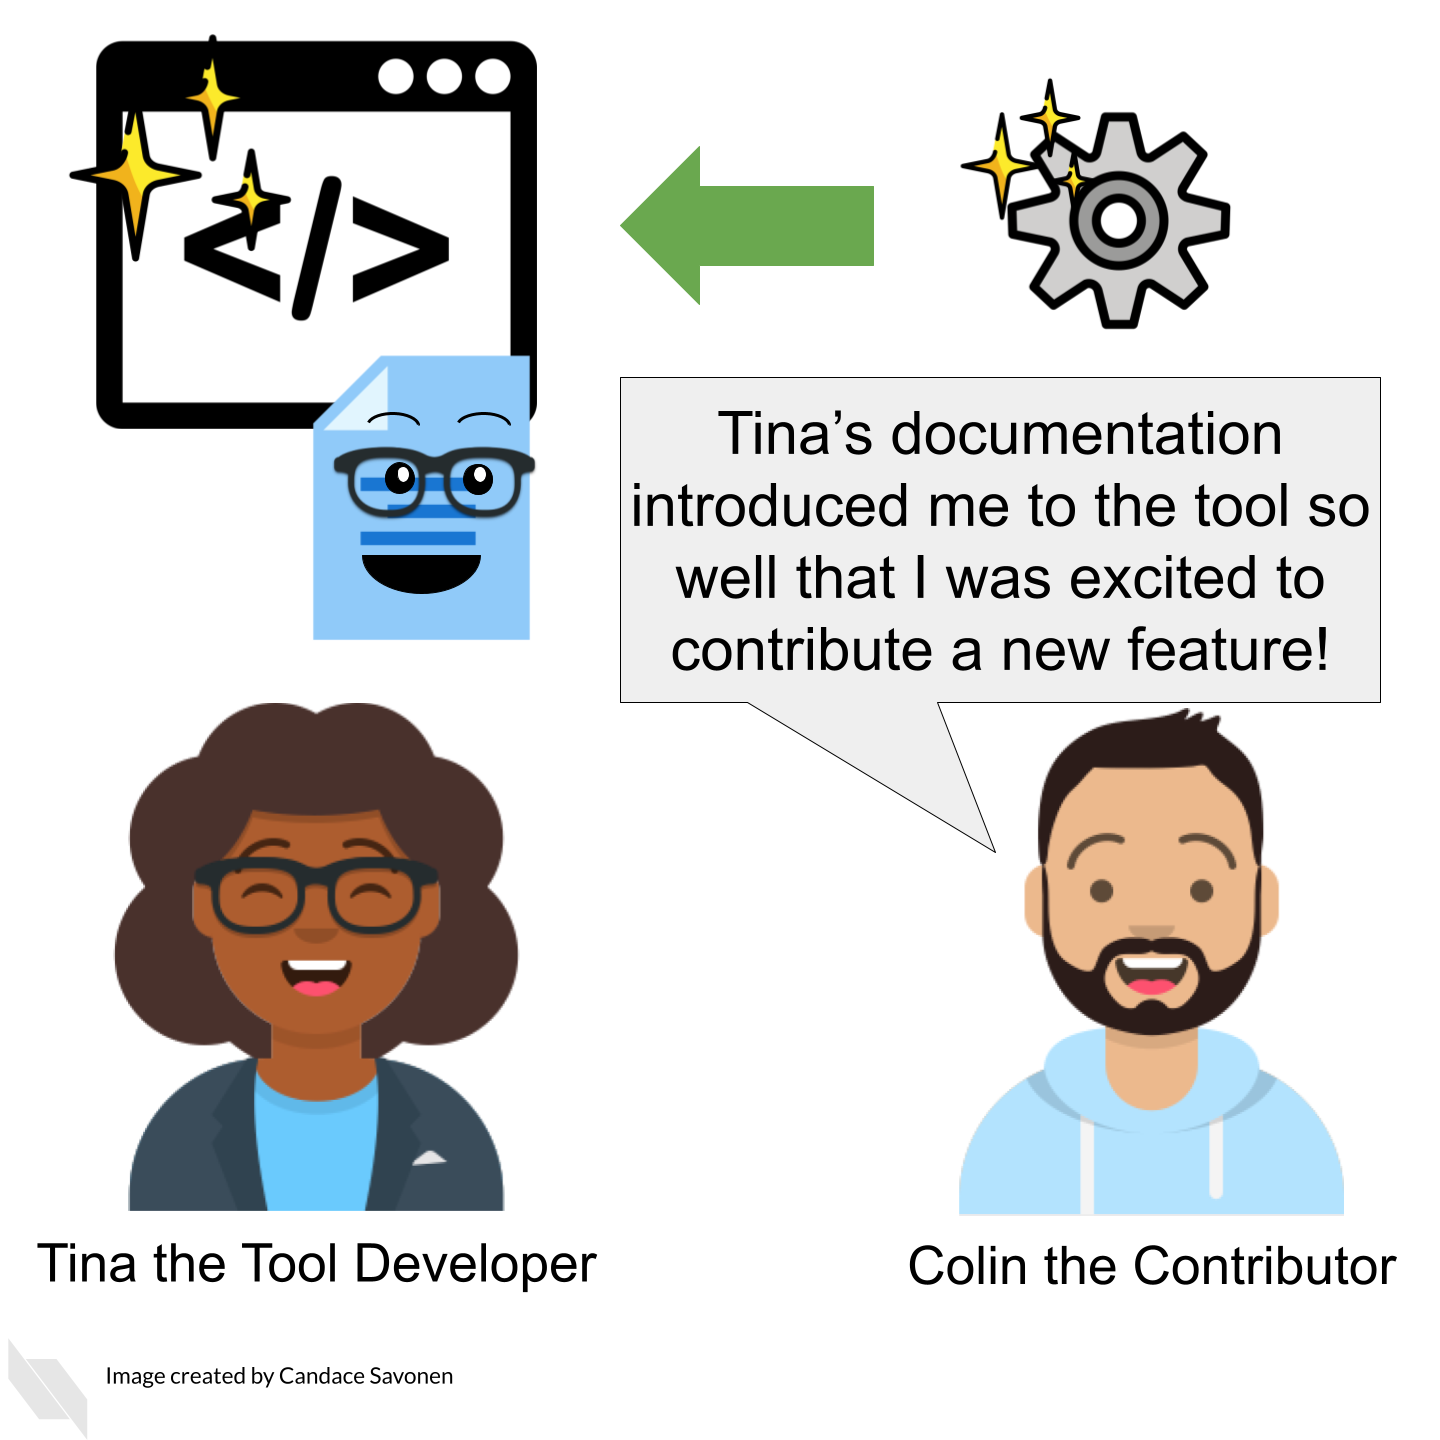 </>
Tina’s documentation
introduced me to the tool so
well that I was excited to
contribute a new feature!
Tina the Tool Developer
Colin the Contributor
Image created by Candace Savonen